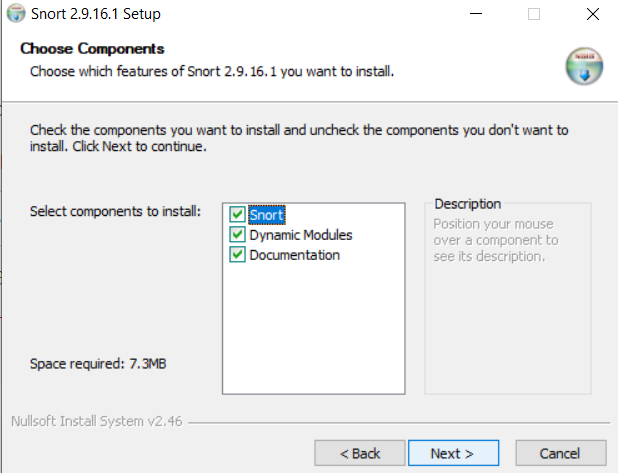 Snort 2.9.16.1 Setup
Choose Components
Choose which features of Snort 2.9.16.1 you want to install.
Check the components you want to install and uncheck the components you don't want to
install. Click Next to continue.
Select components to install:
Snort
Dynamic Modules
Documentation
Description
Position your mouse
over a component to
see its description.
Space required: 7.3MB
Nullsoft Install System v2.46
< Back
Next >
Cancel